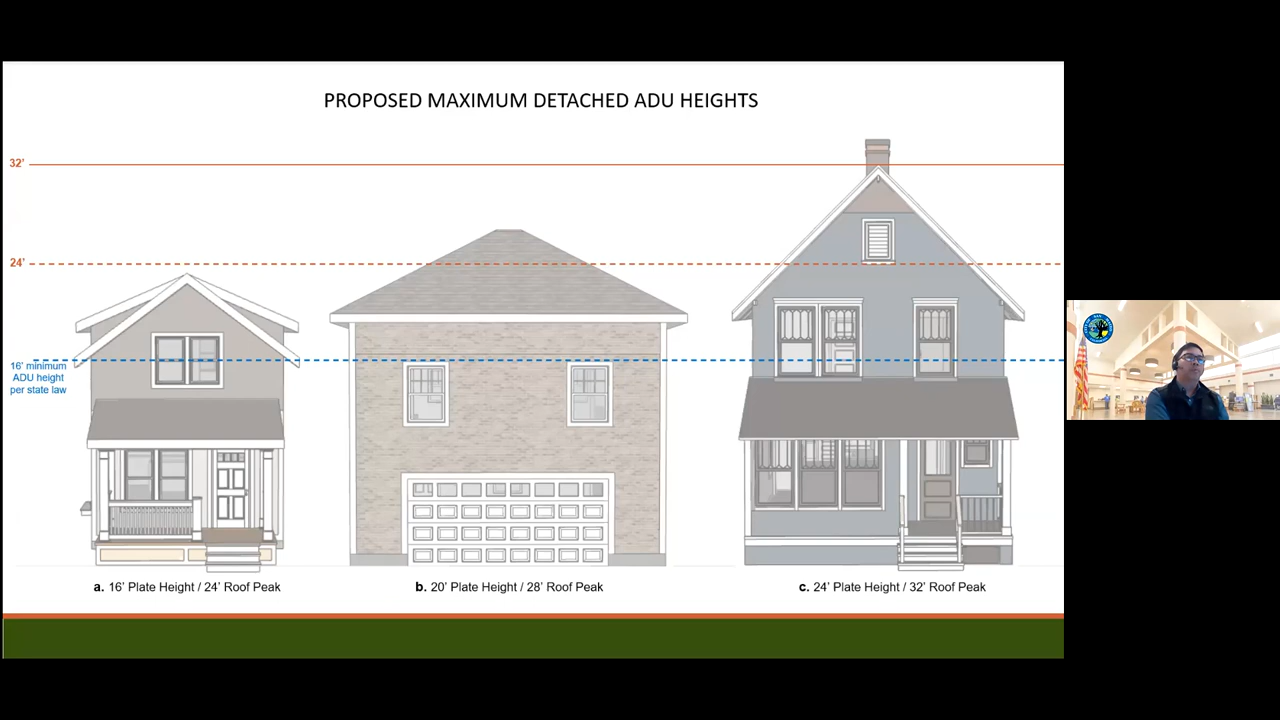 PROPOSED MAXIMUM DETACHED ADU HEIGHTS
32'
24'
16' minimum
ADU height
per state law
a. 16' Plate Height / 24' Roof Peak
b. 20' Plate Height / 28' Roof Peak
c. 24' Plate Height / 32' Roof Peak